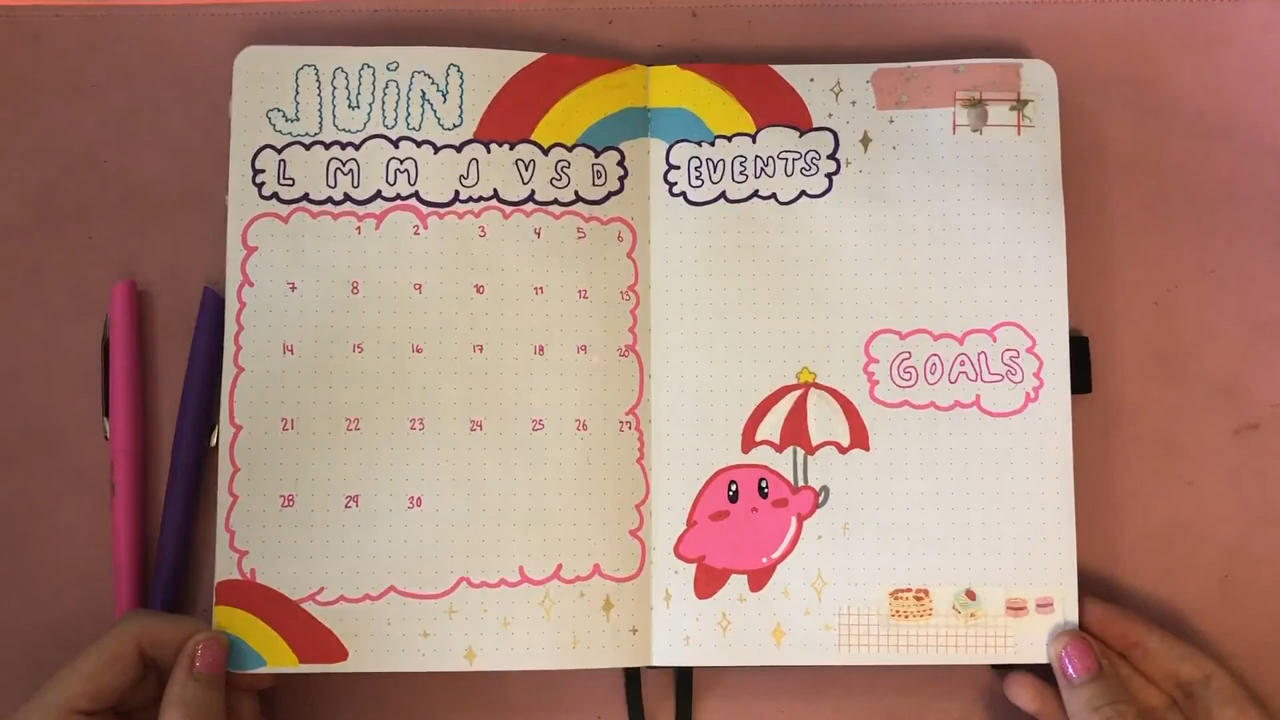 JUiN
L M M J V S D
1 2 3 4 5 6
7 8 9 10 11 12 13
14 15 16 17 18 19 20
21 22 23 24 25 26 27
28 29 30
EVENTS
GOALS